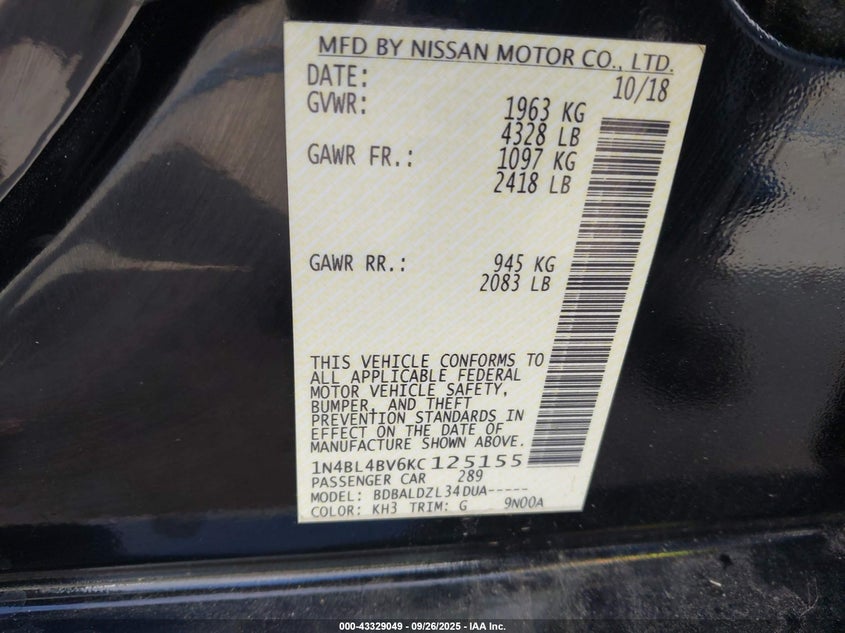 MFD BY NISSAN MOTOR CO., LTD.
DATE: 10/18
GVWR: 1963 KG
4328 LB
GAWR FR.: 1097 KG
2418 LB
GAWR RR.: 945 KG
2083 LB
THIS VEHICLE CONFORMS TO
ALL APPLICABLE FEDERAL
MOTOR VEHICLE SAFETY,
BUMPER, AND THEFT
PREVENTION STANDARDS IN
EFFECT ON THE DATE OF
MANUFACTURE SHOWN ABOVE.
1N4BL4BV6KC125155
PASSENGER CAR 289
MODEL: BDBALDZL34DUA-----
COLOR: KH3 TRIM: G 9N00A
000-43329049 - 09/26/2025 - IAA Inc.